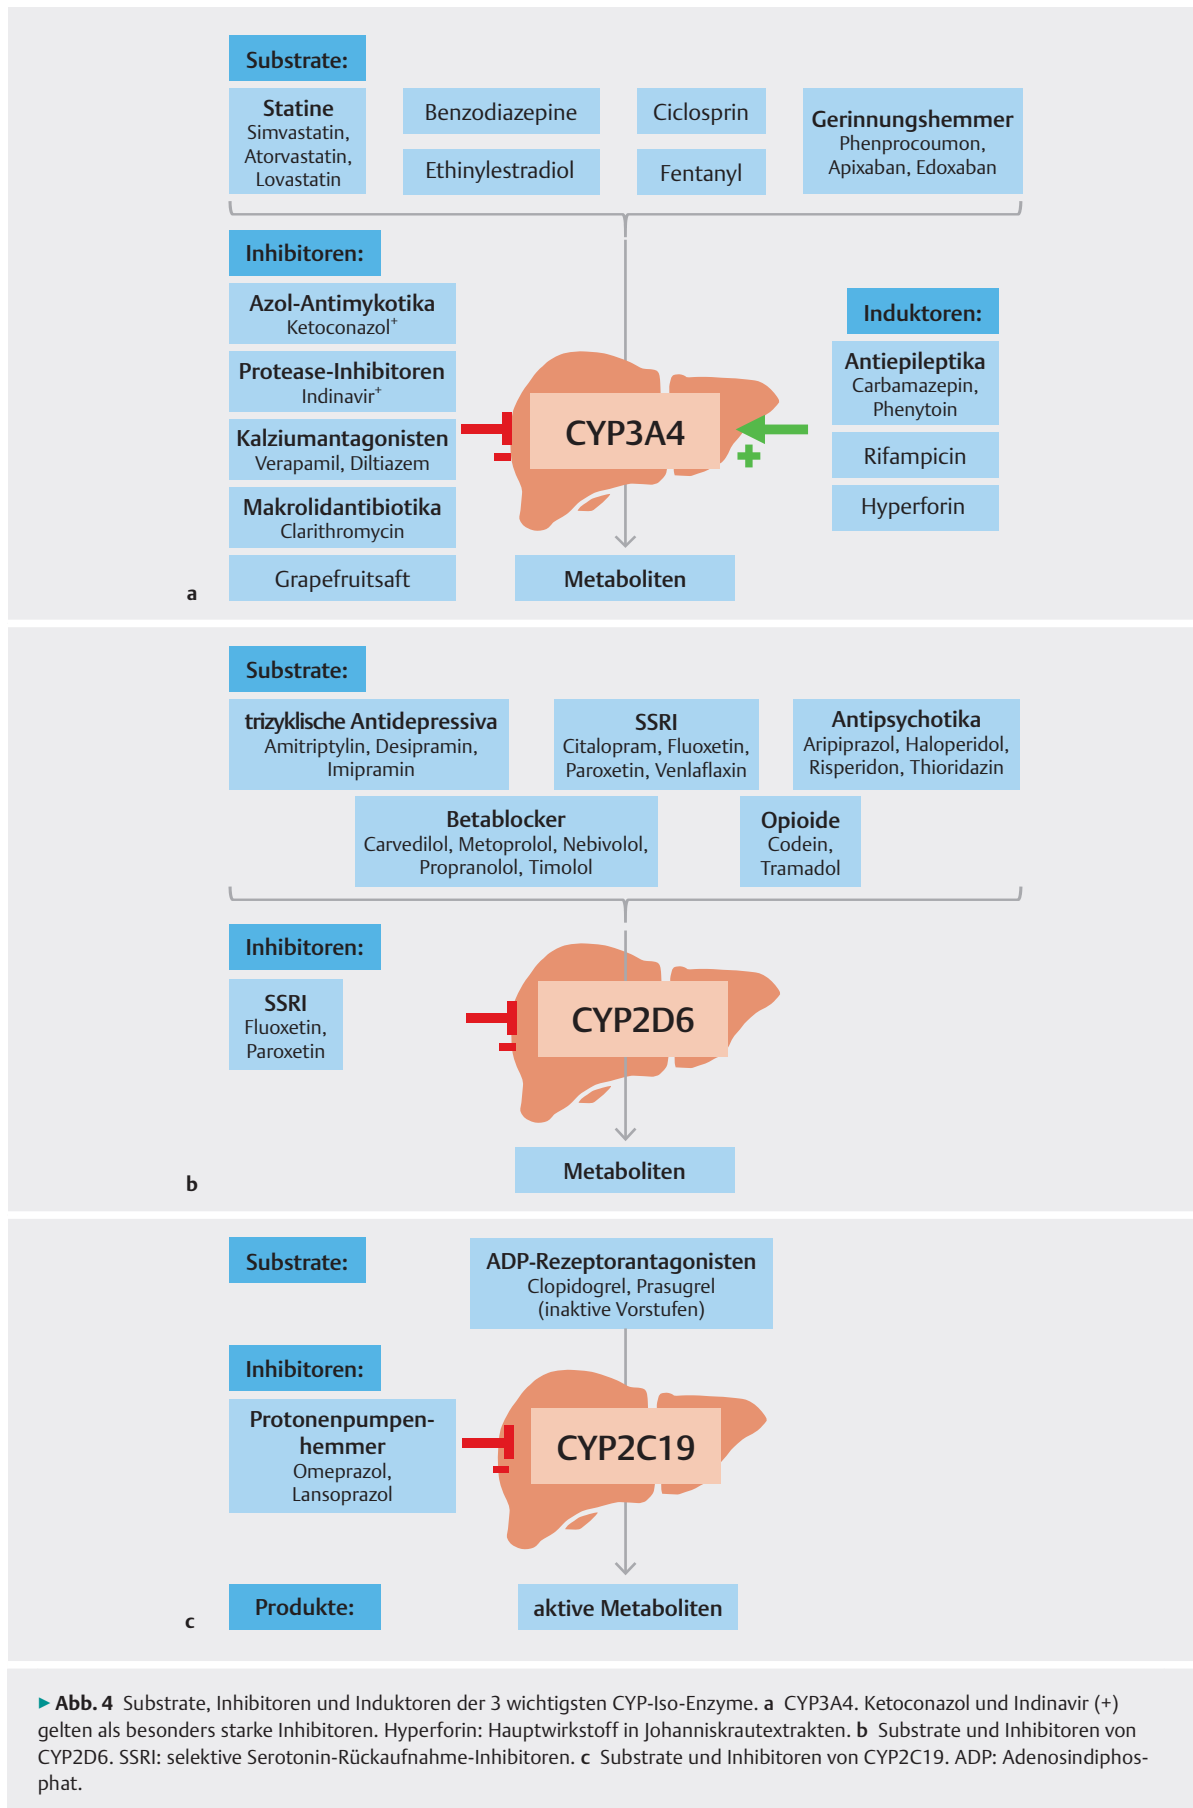 Substrate:
Statine
Simvastatin,
Atorvastatin,
Lovastatin
Benzodiazepine
Ethinylestradiol
Ciclosprin
Fentanyl
Gerinnungshemmer
Phenprocoumon,
Apixaban, Edoxaban
Inhibitoren:
Azol-Antimykotika
Ketoconazol+
Protease-Inhibitoren
Indinavir+
Kalziumantagonisten
Verapamil, Diltiazem
Makrolidantibiotika
Clarithromycin
Grapefruitsaft
CYP3A4
Induktoren:
Antiepileptika
Carbamazepin,
Phenytoin
Rifampicin
Hyperforin
Metaboliten
a
Substrate:
trizyklische Antidepressiva
Amitriptylin, Desipramin,
Imipramin
SSRI
Citalopram, Fluoxetin,
Paroxetin, Venlaflaxin
Antipsychotika
Aripiprazol, Haloperidol,
Risperidon, Thioridazin
Betablocker
Carvedilol, Metoprolol, Nebivolol,
Propranolol, Timolol
Opioide
Codein,
Tramadol
Inhibitoren:
SSRI
Fluoxetin,
Paroxetin
CYP2D6
Metaboliten
b
Substrate:
ADP-Rezeptorantagonisten
Clopidogrel, Prasugrel
(inaktive Vorstufen)
Inhibitoren:
Protonenpumpen-
hemmer
Omeprazol,
Lansoprazol
CYP2C19
Produkte:
aktive Metaboliten
c
▶ Abb. 4 Substrate, Inhibitoren und Induktoren der 3 wichtigsten CYP-Iso-Enzyme. a CYP3A4. Ketoconazol und Indinavir (+)
gelten als besonders starke Inhibitoren. Hyperforin: Hauptwirkstoff in Johanniskrautextrakten. b Substrate und Inhibitoren von
CYP2D6. SSRI: selektive Serotonin-Rückaufnahme-Inhibitoren. c Substrate und Inhibitoren von CYP2C19. ADP: Adenosindiphos-
phat.